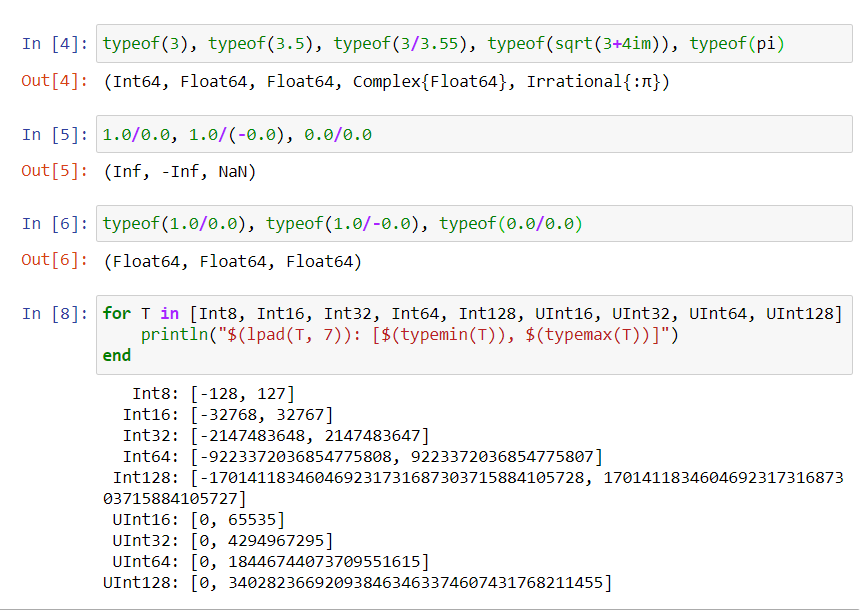 In [4]: typeof(3), typeof(3.5), typeof(3/3.55), typeof(sqrt(3+4im)), typeof(pi)
Out[4]: (Int64, Float64, Float64, Complex{Float64}, Irrational{:π})
In [5]: 1.0/0.0, 1.0/(-0.0), 0.0/0.0
Out[5]: (Inf, -Inf, NaN)
In [6]: typeof(1.0/0.0), typeof(1.0/-0.0), typeof(0.0/0.0)
Out[6]: (Float64, Float64, Float64)
In [8]: for T in [Int8, Int16, Int32, Int64, Int128, UInt16, UInt32, UInt64, UInt128]
    println("$(lpad(T, 7)): [$(typemin(T)), $(typemax(T))]")
end
   Int8: [-128, 127]
  Int16: [-32768, 32767]
  Int32: [-2147483648, 2147483647]
  Int64: [-9223372036854775808, 9223372036854775807]
 Int128: [-170141183460469231731687303715884105728, 1701411834604692317316873
03715884105727]
 UInt16: [0, 65535]
 UInt32: [0, 4294967295]
 UInt64: [0, 18446744073709551615]
UInt128: [0, 340282366920938463463374607431768211455]